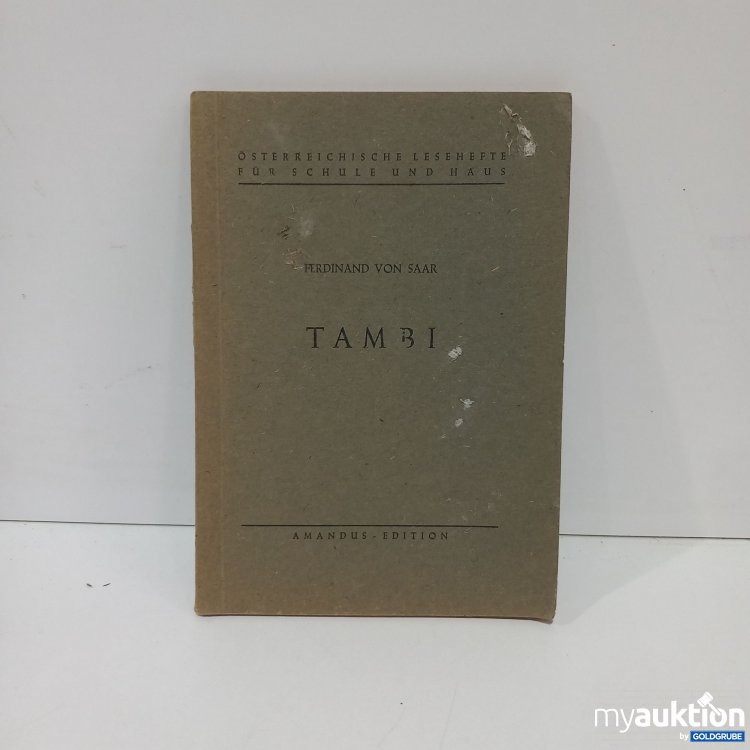 ÖSTERREICHISCHE LESEHEFTE
FÜR SCHULE UND HAUS
FERDINAND VON SAAR
TAMBI
AMANDUS - EDITION
myauktion
by GOLDGRUBE